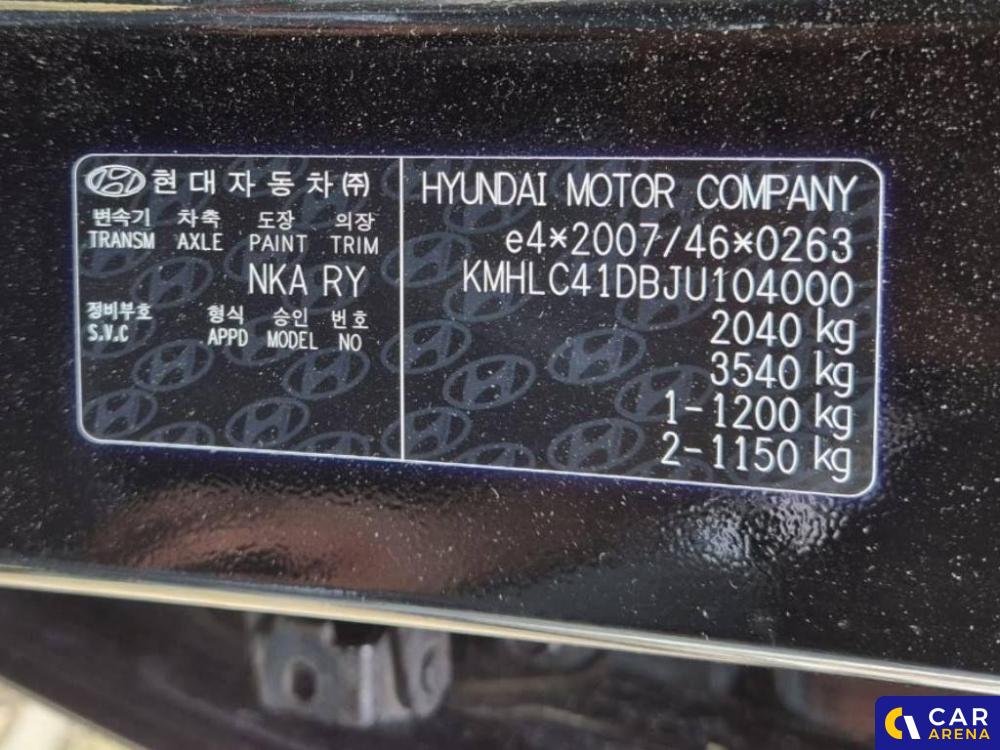 현대자동차㈜
변속기 차축 도장 의장
TRANSM AXLE PAINT TRIM
NKA RY
정비부호 형식 승인 번호
S.V.C APPD MODEL NO
HYUNDAI MOTOR COMPANY
e4*2007/46*0263
KMHLC41DBJU104000
2040 kg
3540 kg
1-1200 kg
2-1150 kg
CAR
ARENA